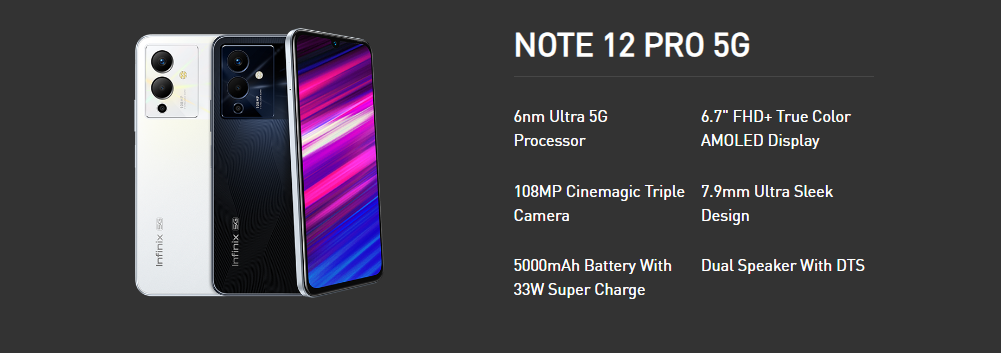 NOTE 12 PRO 5G
6nm Ultra 5G
Processor
6.7" FHD+ True Color
AMOLED Display
108MP Cinemagic Triple
Camera
7.9mm Ultra Sleek
Design
5000mAh Battery With
33W Super Charge
Dual Speaker With DTS
Infinix 5G
Infinix 5G